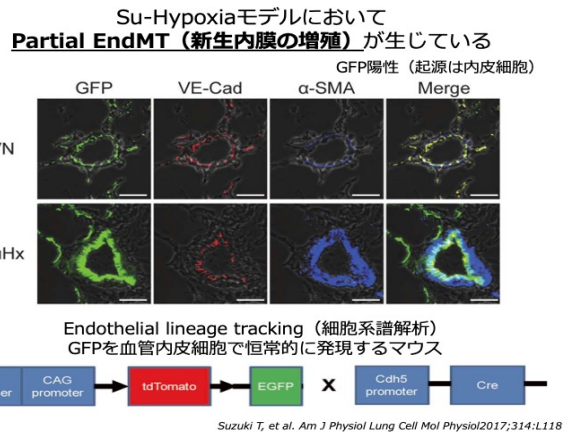 Su-Hypoxiaモデルにおいて
Partial EndMT（新生内膜の増殖）が生じている
GFP陽性（起源は内皮細胞）
GFP VE-Cad α-SMA Merge
Endothelial lineage tracking（細胞系譜解析）
GFPを血管内皮細胞で恒常的に発現するマウス
CAG promoter tdTomato EGFP X Cdh5 promoter Cre
Suzuki T, et al. Am J Physiol Lung Cell Mol Physiol2017;314:L118